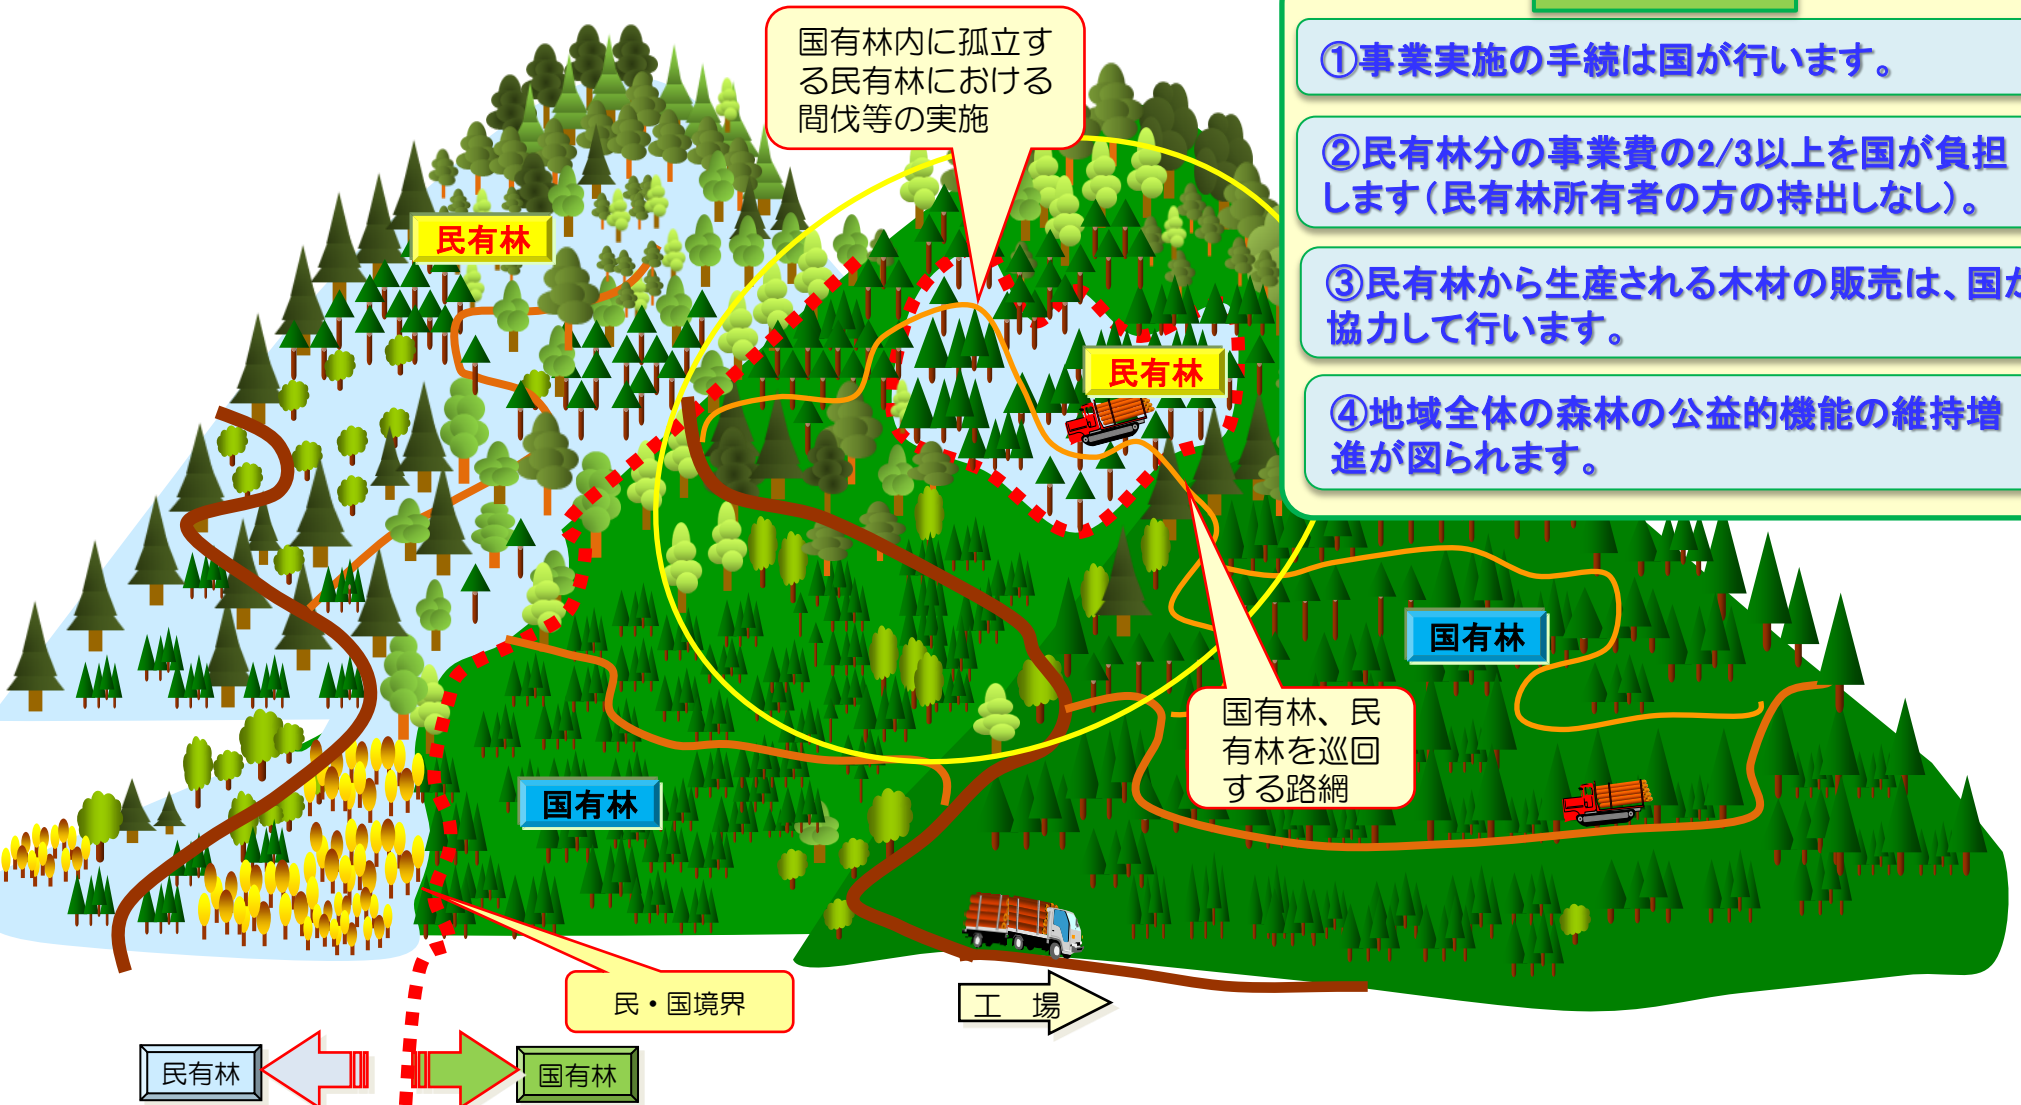 国有林内に孤立す
る民有林における
間伐等の実施
①事業実施の手続は国が行います。
②民有林分の事業費の2/3以上を国が負担
します（民有林所有者の方の持出しなし）。
③民有林から生産される木材の販売は、国が
協力して行います。
④地域全体の森林の公益的機能の維持増
進が図られます。
民有林
民有林
国有林
国有林、民
有林を巡回
する路網
国有林
民・国境界
工　場
民有林
国有林